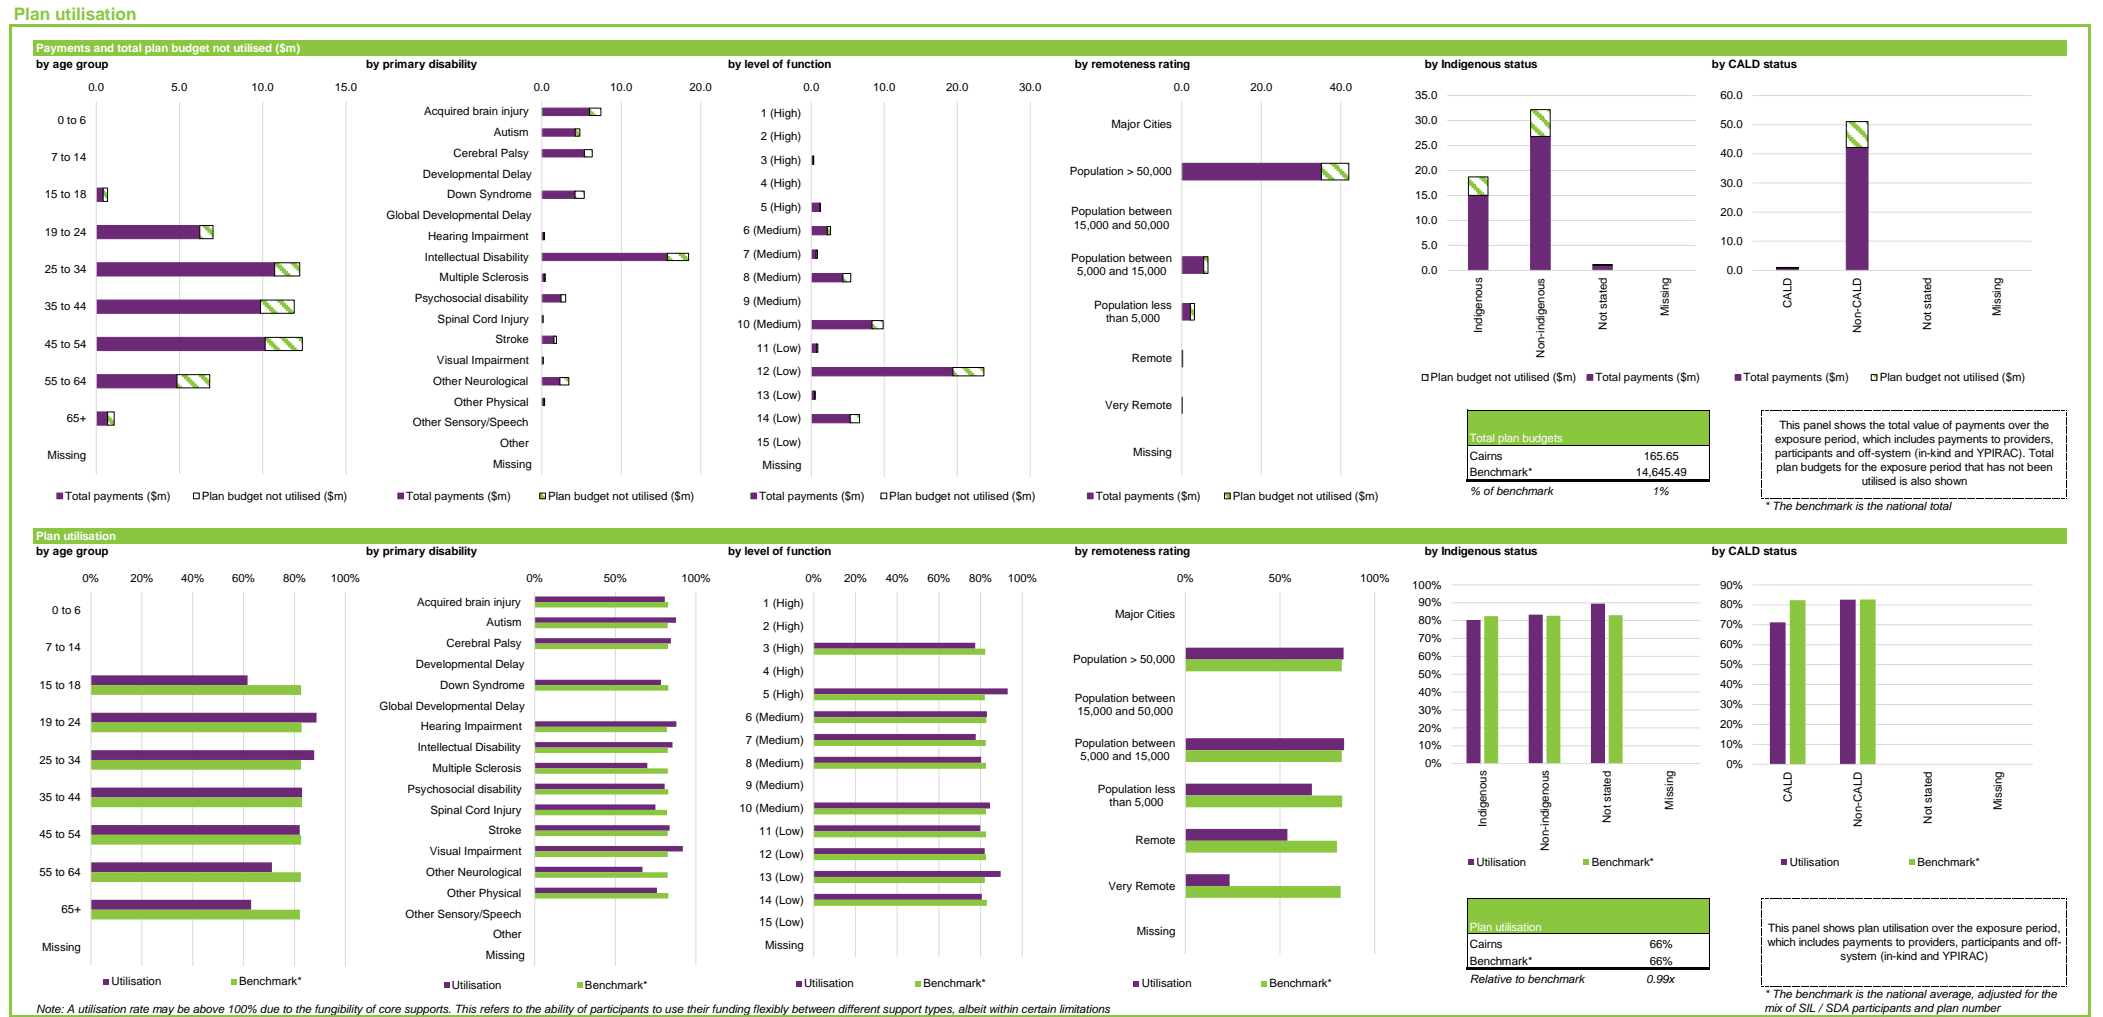 Plan utilisation
Payments and total plan budget not utilised ($m)
by age group
0.0 5.0 10.0 15.0
0 to 6
7 to 14
15 to 18
19 to 24
25 to 34
35 to 44
45 to 54
55 to 64
65+
Missing
Total payments ($m) Plan budget not utilised ($m)
by primary disability
0.0 10.0 20.0
Acquired brain injury
Autism
Cerebral Palsy
Developmental Delay
Down Syndrome
Global Developmental Delay
Hearing Impairment
Intellectual Disability
Multiple Sclerosis
Psychosocial disability
Spinal Cord Injury
Stroke
Visual Impairment
Other Neurological
Other Physical
Other Sensory/Speech
Other
Missing
Total payments ($m) Plan budget not utilised ($m)
by level of function
0.0 10.0 20.0 30.0
1 (High)
2 (High)
3 (High)
4 (High)
5 (High)
6 (Medium)
7 (Medium)
8 (Medium)
9 (Medium)
10 (Medium)
11 (Low)
12 (Low)
13 (Low)
14 (Low)
15 (Low)
Missing
Total payments ($m) Plan budget not utilised ($m)
by remoteness rating
0.0 20.0 40.0
Major Cities
Population > 50,000
Population between
15,000 and 50,000
Population between
5,000 and 15,000
Population less
than 5,000
Remote
Very Remote
Missing
Total payments ($m) Plan budget not utilised ($m)
by Indigenous status
35.0
30.0
25.0
20.0
15.0
10.0
5.0
0.0
Indigenous
Non-indigenous
Not stated
Missing
Plan budget not utilised ($m) Total payments ($m)
by CALD status
60.0
50.0
40.0
30.0
20.0
10.0
0.0
CALD
Non-CALD
Not stated
Missing
Total payments ($m) Plan budget not utilised ($m)
Total plan budgets
Cairns 165.65
Benchmark* 14,645.49
% of benchmark 1%
This panel shows the total value of payments over the
exposure period, which includes payments to providers,
participants and off-system (in-kind and YPIRAC). Total
plan budgets for the exposure period that has not been
utilised is also shown
* The benchmark is the national total
Plan utilisation
by age group
0% 20% 40% 60% 80% 100%
0 to 6
7 to 14
15 to 18
19 to 24
25 to 34
35 to 44
45 to 54
55 to 64
65+
Missing
Utilisation Benchmark*
by primary disability
0% 50% 100%
Acquired brain injury
Autism
Cerebral Palsy
Developmental Delay
Down Syndrome
Global Developmental Delay
Hearing Impairment
Intellectual Disability
Multiple Sclerosis
Psychosocial disability
Spinal Cord Injury
Stroke
Visual Impairment
Other Neurological
Other Physical
Other Sensory/Speech
Other
Missing
Utilisation Benchmark*
by level of function
0% 20% 40% 60% 80% 100%
1 (High)
2 (High)
3 (High)
4 (High)
5 (High)
6 (Medium)
7 (Medium)
8 (Medium)
9 (Medium)
10 (Medium)
11 (Low)
12 (Low)
13 (Low)
14 (Low)
15 (Low)
Missing
Utilisation Benchmark*
by remoteness rating
0% 50% 100%
Major Cities
Population > 50,000
Population between
15,000 and 50,000
Population between
5,000 and 15,000
Population less
than 5,000
Remote
Very Remote
Missing
Utilisation Benchmark*
by Indigenous status
100%
90%
80%
70%
60%
50%
40%
30%
20%
10%
0%
Indigenous
Non-indigenous
Not stated
Missing
Utilisation Benchmark*
by CALD status
90%
80%
70%
60%
50%
40%
30%
20%
10%
0%
CALD
Non-CALD
Not stated
Missing
Utilisation Benchmark*
Plan utilisation
Cairns 66%
Benchmark* 66%
Relative to benchmark 0.99x
This panel shows plan utilisation over the exposure period,
which includes payments to providers, participants and off-
system (in-kind and YPIRAC)
* The benchmark is the national average, adjusted for the
mix of SIL / SDA participants and plan number
Note: A utilisation rate may be above 100% due to the fungibility of core supports. This refers to the ability of participants to use their funding flexibly between different support types, albeit within certain limitations